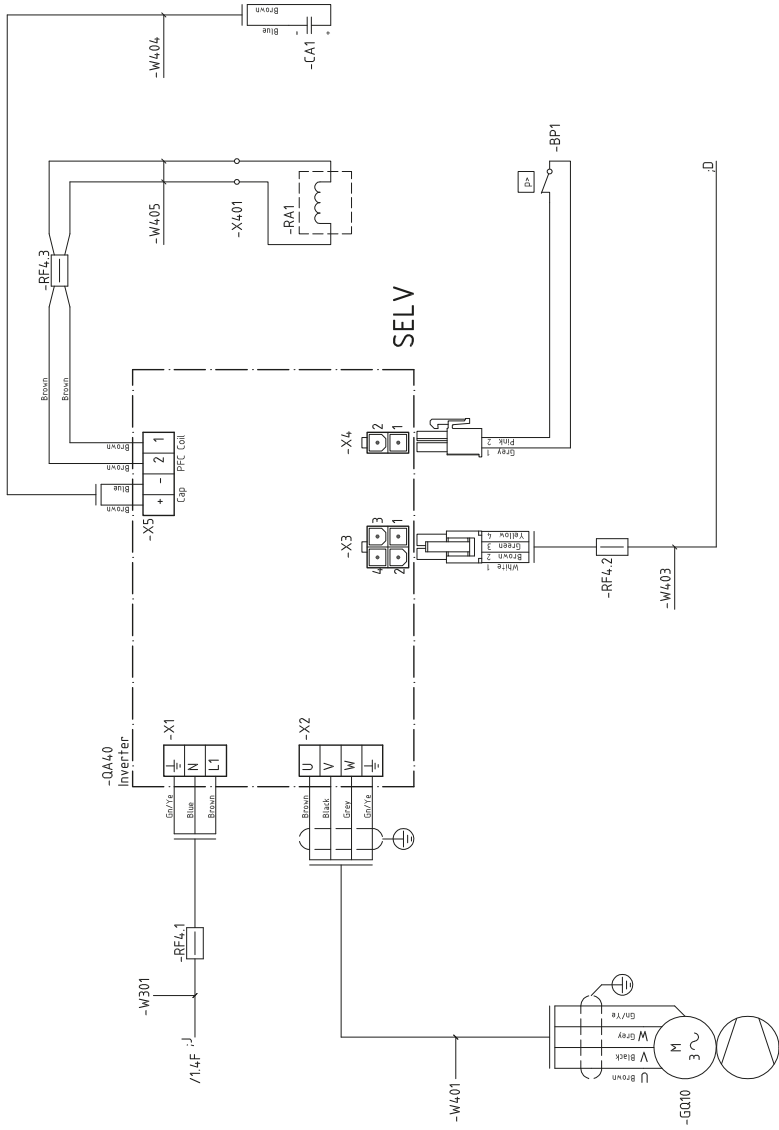 Brown
Blue
-
+
-CA1
-W404
-W405
-X401
-RA1
-RF4.3
Brown
Brown
Brown
Brown
Blue
Brown
1
2
-
+
PFC Coil
Cap
-X5
SELV
p>
-BP1
-X4
2
1
Pink 2
Grey 1
-X3
3
1
4
2
Yellow 4
Green 3
Brown 2
White 1
-RF4.2
-W403
;D
-QA40
Inverter
-X1
N
L1
Gn/Ye
Blue
Brown
-X2
U
V
W
Brown
Black
Grey
Gn/Ye
-RF4.1
-W301
/1.4F ;J
-W401
Gn/Ye
W Grey
V Black
U Brown
M
3~
-GQ10